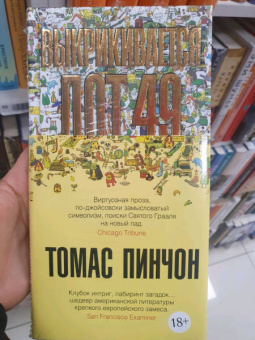 ВЫКРИКИВАЕТСЯ
ЛОТ 49
Виртуозная проза,
по-джойсовски замысловатый
символизм, поиски Святого Грааля
на новый лад.
Chicago Tribune
ТОМАС ПИНЧОН
Клубок интриг, лабиринт загадок...
шедевр американской литературы
крепкого европейского замеса.
San Francisco Examiner
18+